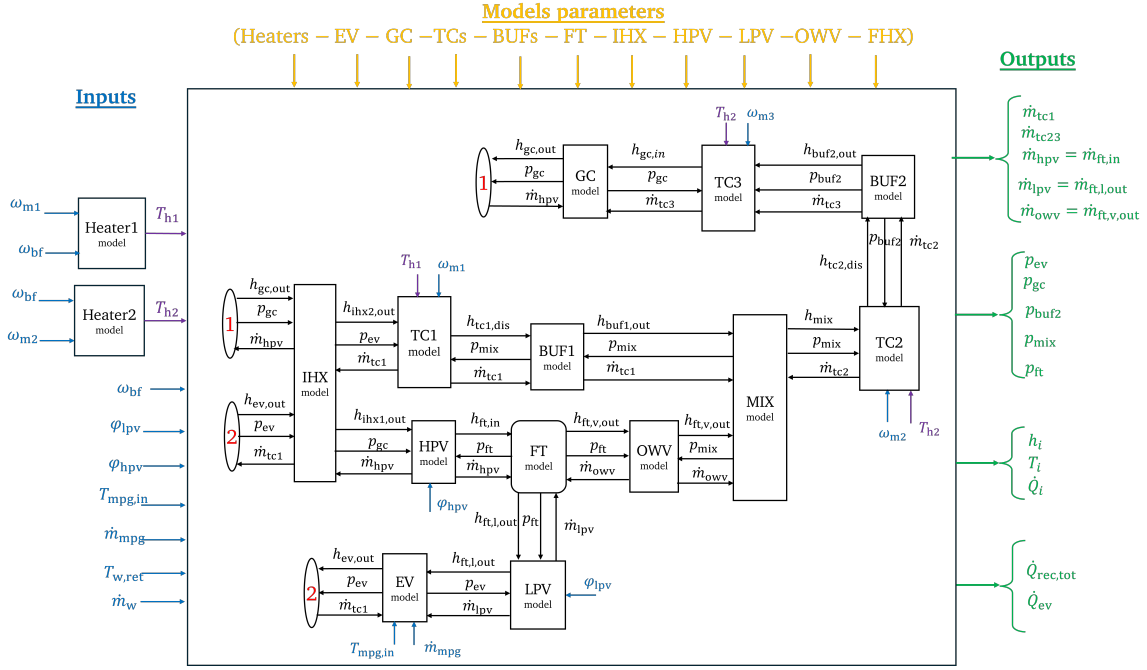 Models parameters
(Heaters – EV – GC –TCs – BUFs – FT – IHX – HPV – LPV –OWV – FHX)
Inputs
Outputs
ω_m1
T_h1
Heater1
model
ω_bf
ω_bf
T_h2
Heater2
model
ω_m2
ω_bf
φ_lpv
φ_hpv
T_mpg,in
ṁ_mpg
T_w,ret
ṁ_w
T_h2
ω_m3
h_gc,out
p_gc
ṁ_hpv
1
GC
model
h_gc,in
p_gc
ṁ_tc3
TC3
model
h_buf2,out
p_buf2
ṁ_tc3
BUF2
model
p_buf2
ṁ_tc2
h_tc2,dis
h_gc,out
p_gc
ṁ_hpv
1
h_ev,out
p_ev
ṁ_tc1
2
IHX
model
T_h1
ω_m1
h_ihx2,out
p_ev
ṁ_tc1
TC1
model
h_tc1,dis
p_mix
ṁ_tc1
BUF1
model
h_buf1,out
p_mix
ṁ_tc1
MIX
model
h_mix
p_mix
ṁ_tc2
TC2
model
ω_m2
T_h2
h_ihx1,out
p_gc
ṁ_hpv
HPV
model
φ_hpv
h_ft,in
p_ft
ṁ_hpv
FT
model
h_ft,v,out
p_ft
ṁ_owv
OWV
model
h_ft,v,out
p_mix
ṁ_owv
h_ft,l,out
p_ft
ṁ_lpv
h_ev,out
p_ev
ṁ_tc1
2
EV
model
h_ft,l,out
p_ev
ṁ_lpv
LPV
model
φ_lpv
T_mpg,in
ṁ_mpg
ṁ_tc1
ṁ_tc23
ṁ_hpv = ṁ_ft,in
ṁ_lpv = ṁ_ft,l,out
ṁ_owv = ṁ_ft,v,out
p_ev
p_gc
p_buf2
p_mix
p_ft
h_i
T_i
Q̇_i
Q̇_rec,tot
Q̇_ev